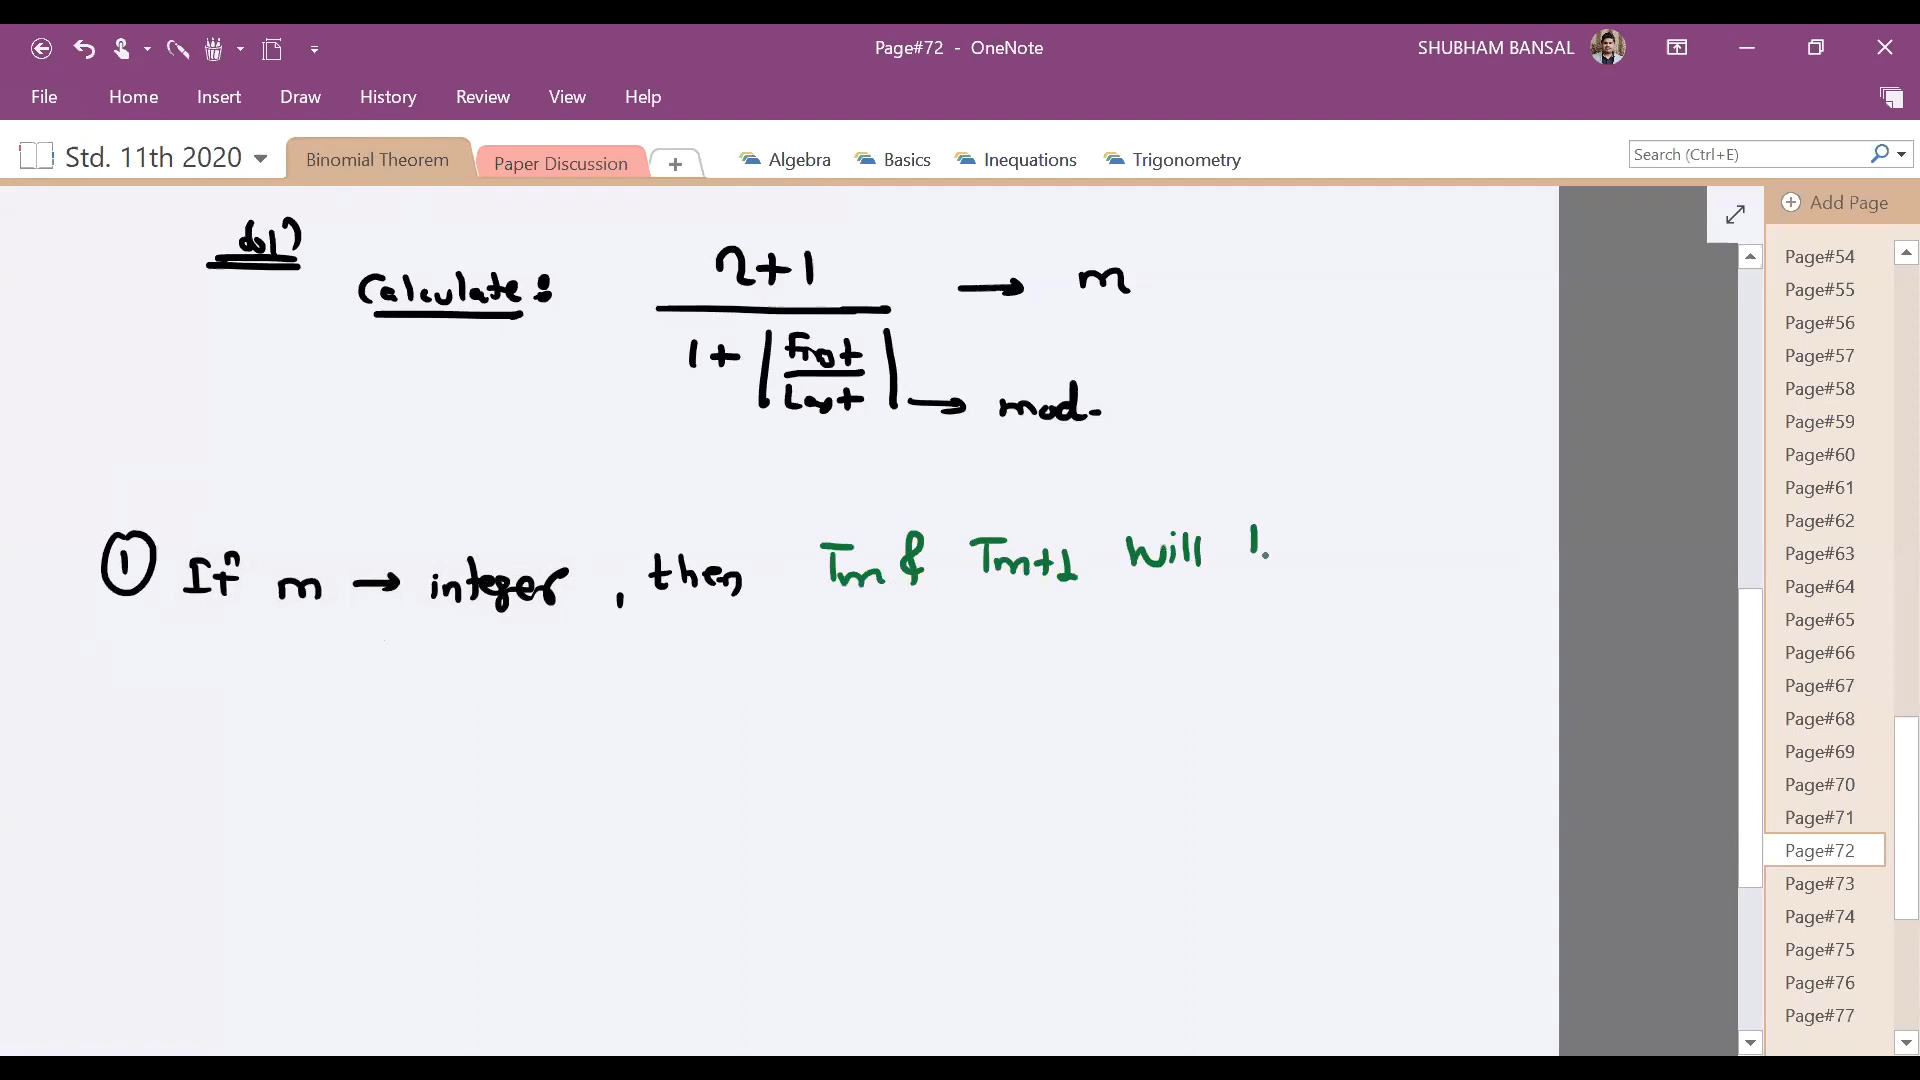 Page#72 - OneNote
SHUBHAM BANSAL
File Home Insert Draw History Review View Help
Std. 11th 2020
Binomial Theorem
Paper Discussion
+
Algebra Basics Inequations Trigonometry
Search (Ctrl+E)
Add Page
Sol^n
Calculate :
n+1
1 + | First / Last |
→ m
→ mod-
① If m → integer , then Tm & Tm+1 will
Page#54
Page#55
Page#56
Page#57
Page#58
Page#59
Page#60
Page#61
Page#62
Page#63
Page#64
Page#65
Page#66
Page#67
Page#68
Page#69
Page#70
Page#71
Page#72
Page#73
Page#74
Page#75
Page#76
Page#77